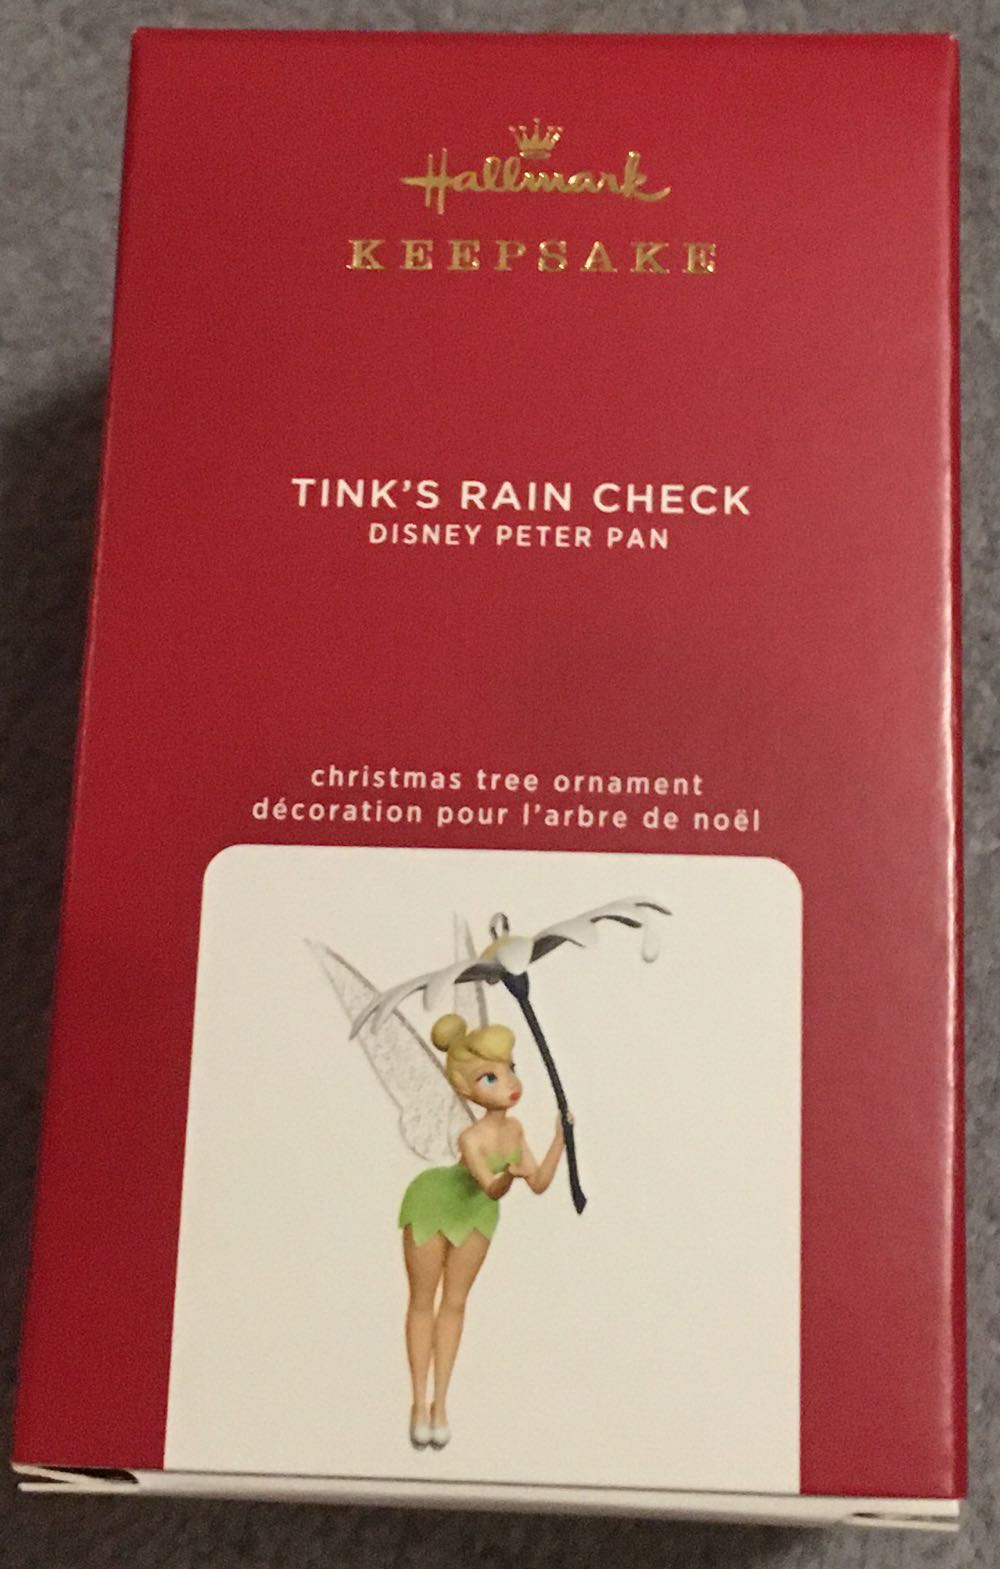 Hallmark
KEEPSAKE
TINK'S RAIN CHECK
DISNEY PETER PAN
christmas tree ornament
décoration pour l'arbre de noël